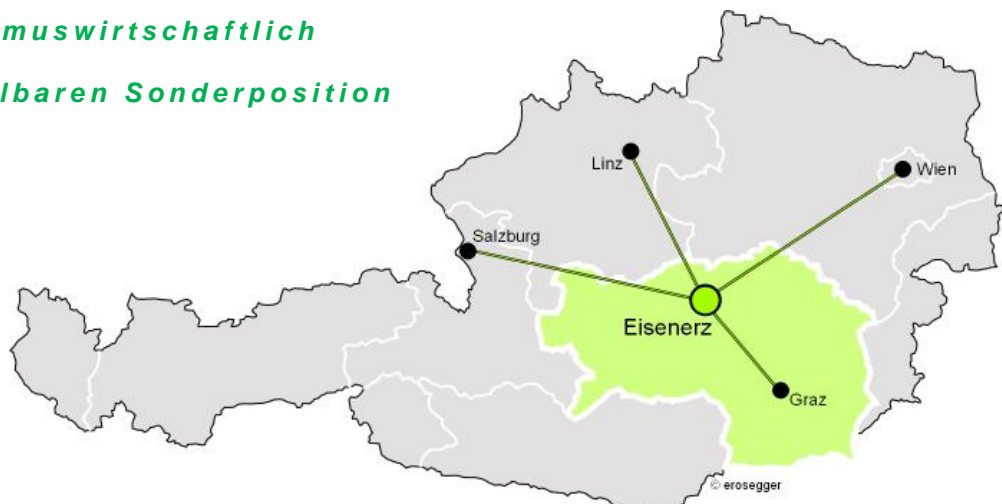 muswirtschaftlich
lbaren Sonderposition
Linz
Wien
Salzburg
Eisenerz
Graz
© erosegger